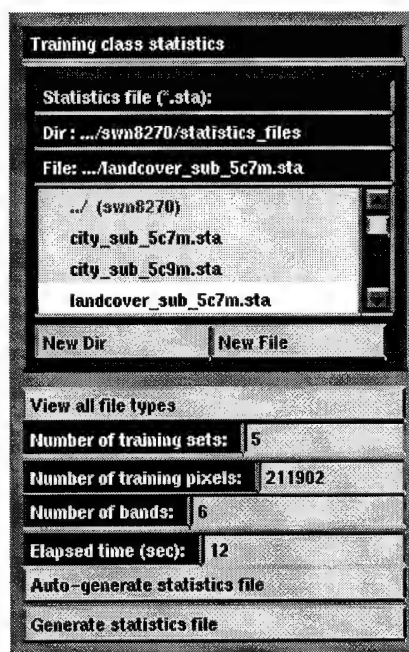 Training class statistics
Statistics file (*.sta):
Dir : .../swn8270/statistics_files
File: .../landcover_sub_5c7m.sta
../ (swn8270)
city_sub_5c7m.sta
city_sub_5c9m.sta
landcover_sub_5c7m.sta
New Dir New File
View all file types
Number of training sets: 5
Number of training pixels: 211902
Number of bands: 6
Elapsed time (sec): 12
Auto-generate statistics file
Generate statistics file